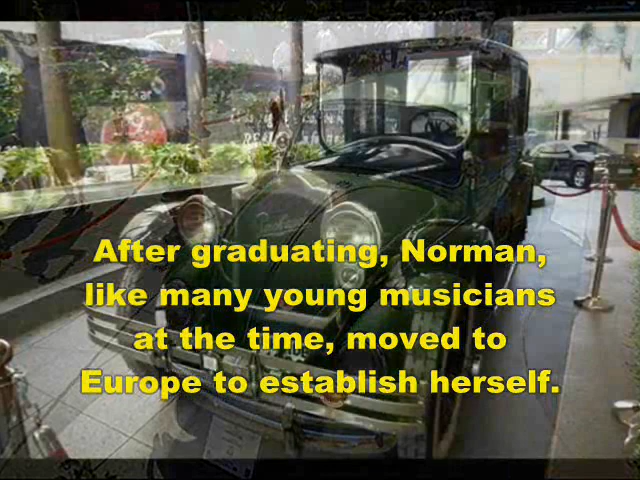 After graduating, Norman,
like many young musicians
at the time, moved to
Europe to establish herself.